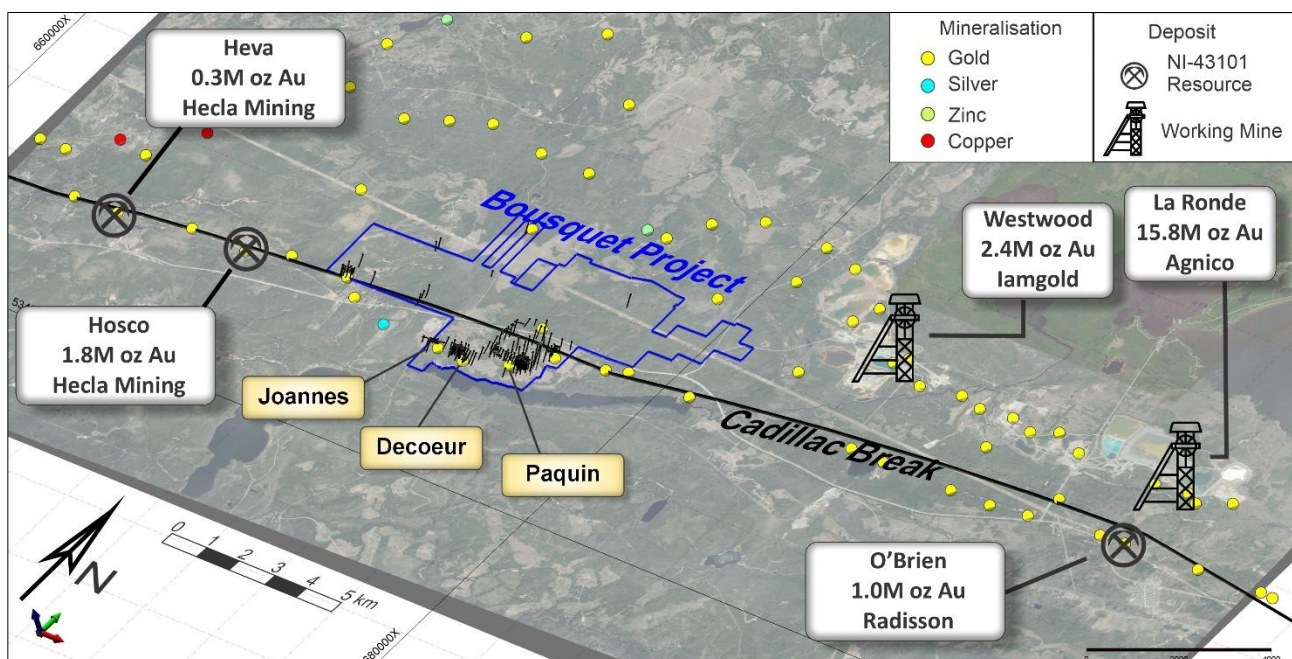 660000X
Heva
0.3M oz Au
Hecla Mining
Mineralisation
Gold
Silver
Zinc
Copper
Deposit
NI-43101
Resource
Working Mine
Bousquet Project
Westwood
2.4M oz Au
Iamgold
La Ronde
15.8M oz Au
Agnico
Hosco
1.8M oz Au
Hecla Mining
Joannes
Decoeur
Paquin
Cadillac Break
O'Brien
1.0M oz Au
Radisson
N
0 1 2 3 4 5 km
680000X